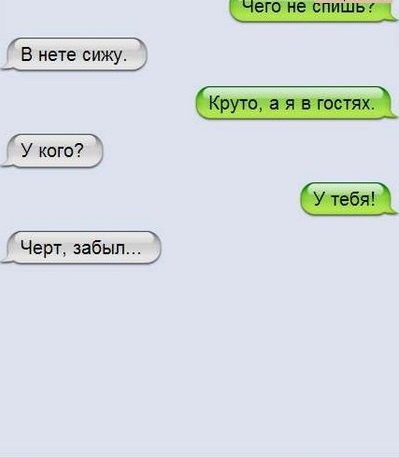 Чего не спишь?
В нете сижу.
Круто, а я в гостях.
У кого?
У тебя!
Черт, забыл...